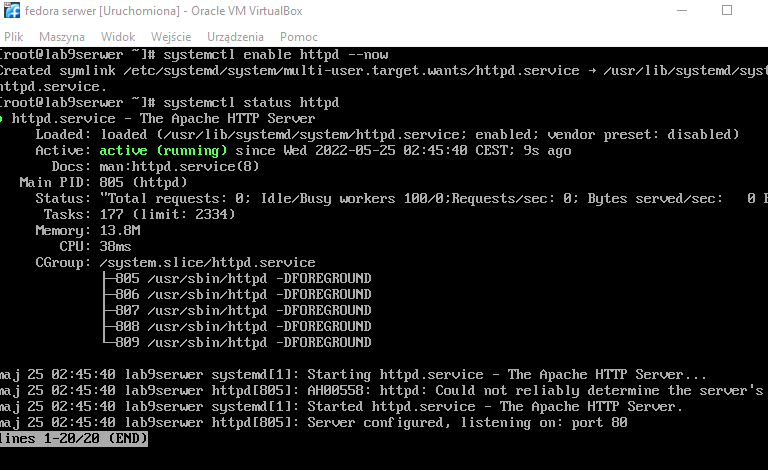 fedora serwer [Uruchomiona] - Oracle VM VirtualBox
Plik Maszyna Widok Wejście Urządzenia Pomoc
[root@lab9serwer ~]# systemctl enable httpd --now
Created symlink /etc/systemd/system/multi-user.target.wants/httpd.service → /usr/lib/systemd/syst
httpd.service.
[root@lab9serwer ~]# systemctl status httpd
● httpd.service - The Apache HTTP Server
Loaded: loaded (/usr/lib/systemd/system/httpd.service; enabled; vendor preset: disabled)
Active: active (running) since Wed 2022-05-25 02:45:40 CEST; 9s ago
Docs: man:httpd.service(8)
Main PID: 805 (httpd)
Status: "Total requests: 0; Idle/Busy workers 100/0;Requests/sec: 0; Bytes served/sec: 0 B
Tasks: 177 (limit: 2334)
Memory: 13.8M
CPU: 38ms
CGroup: /system.slice/httpd.service
├─805 /usr/sbin/httpd -DFOREGROUND
├─806 /usr/sbin/httpd -DFOREGROUND
├─807 /usr/sbin/httpd -DFOREGROUND
├─808 /usr/sbin/httpd -DFOREGROUND
└─809 /usr/sbin/httpd -DFOREGROUND
maj 25 02:45:40 lab9serwer systemd[1]: Starting httpd.service - The Apache HTTP Server...
maj 25 02:45:40 lab9serwer httpd[805]: AH00558: httpd: Could not reliably determine the server's
maj 25 02:45:40 lab9serwer systemd[1]: Started httpd.service - The Apache HTTP Server.
maj 25 02:45:40 lab9serwer httpd[805]: Server configured, listening on: port 80
lines 1-20/20 (END)